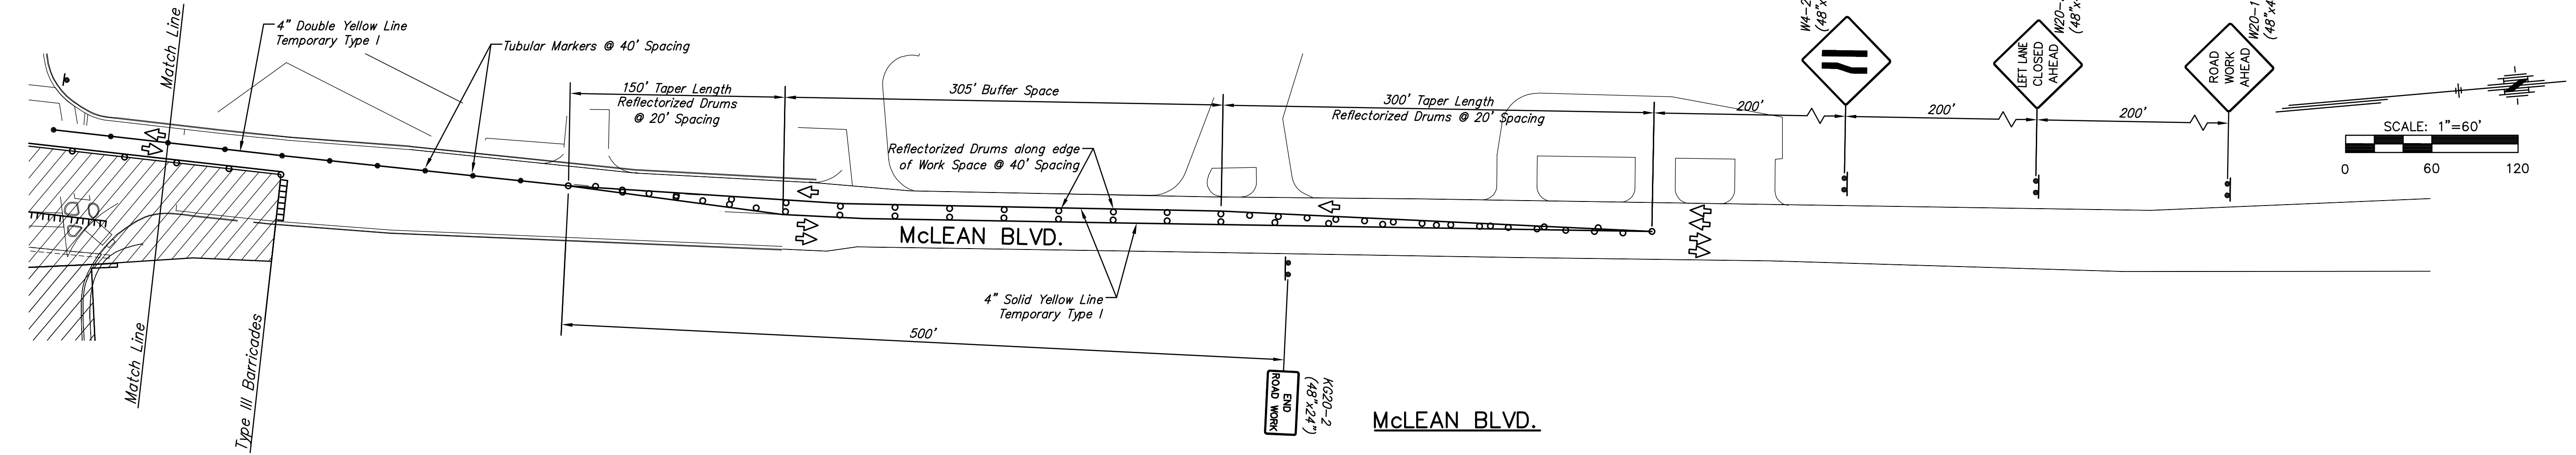 Match Line
4" Double Yellow Line
Temporary Type I
Tubular Markers @ 40' Spacing
150' Taper Length
Reflectorized Drums
@ 20' Spacing
305' Buffer Space
300' Taper Length
Reflectorized Drums @ 20' Spacing
200'
200'
200'
LEFT LANE
CLOSED
AHEAD
ROAD
WORK
AHEAD
SCALE: 1"=60'
0 60 120
Reflectorized Drums along edge
of Work Space @ 40' Spacing
McLEAN BLVD.
4" Solid Yellow Line
Temporary Type I
500'
Match Line
Type III Barricades
END
ROAD WORK
KG20-2
(48"x24")
McLEAN BLVD.